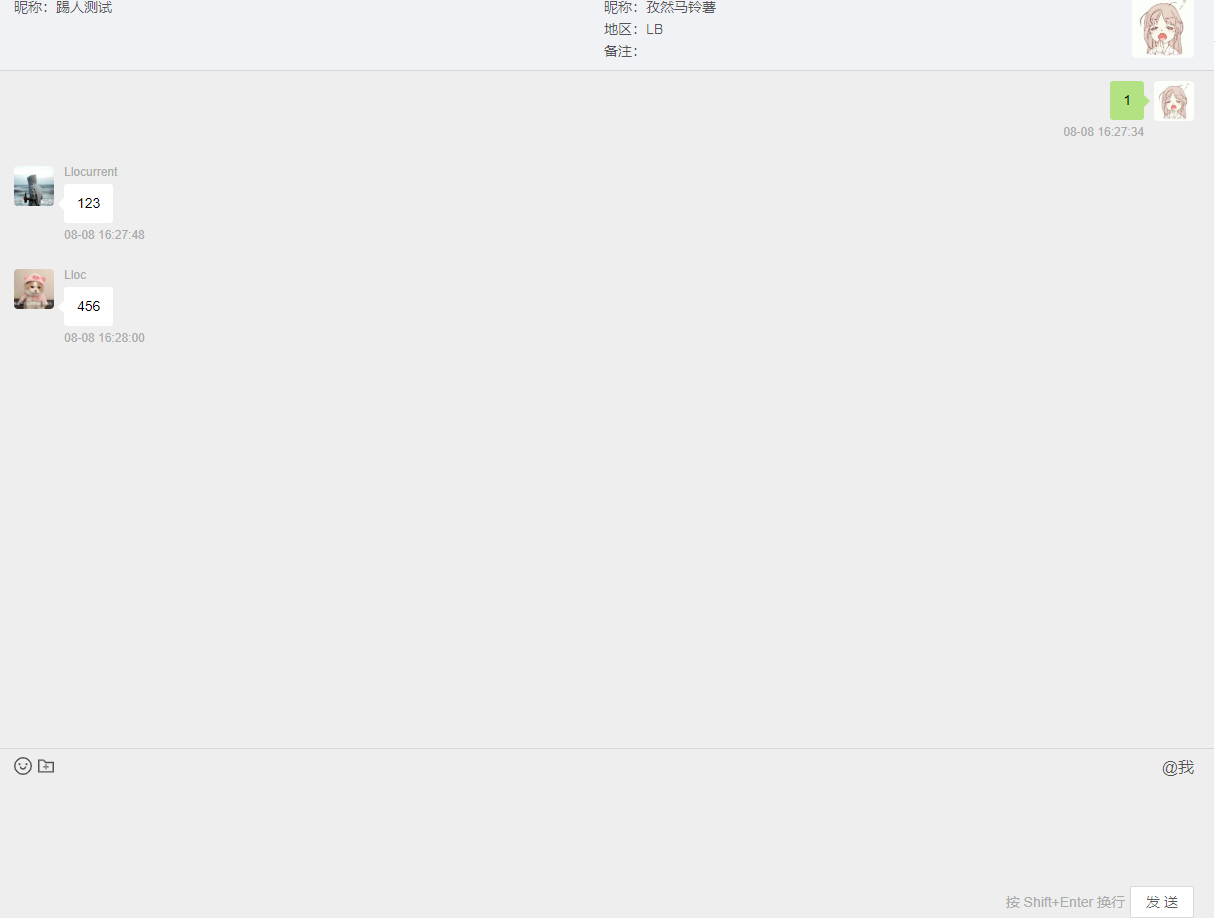 昵称：踢人测试
昵称：孜然马铃薯
地区：LB
备注：
1
08-08 16:27:34
Llocurrent
123
08-08 16:27:48
Lloc
456
08-08 16:28:00
@我
按 Shift+Enter 换行
发 送